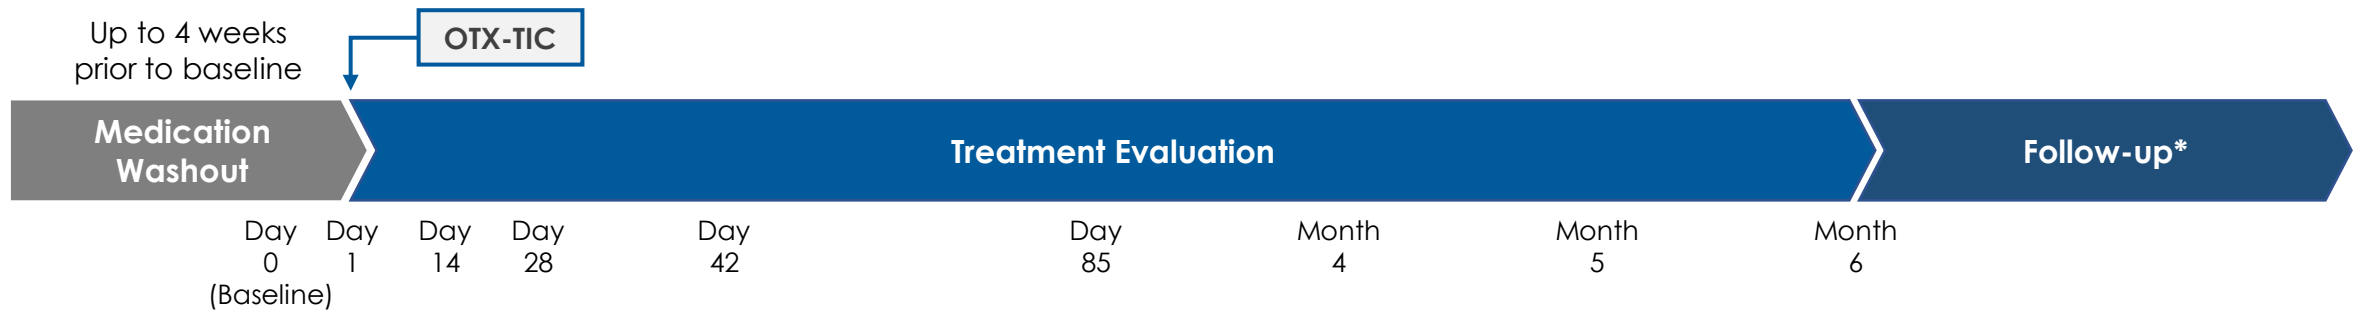 Up to 4 weeks
prior to baseline
OTX-TIC
Medication
Washout
Treatment Evaluation
Follow-up*
Day
0
(Baseline)
Day
1
Day
14
Day
28
Day
42
Day
85
Month
4
Month
5
Month
6